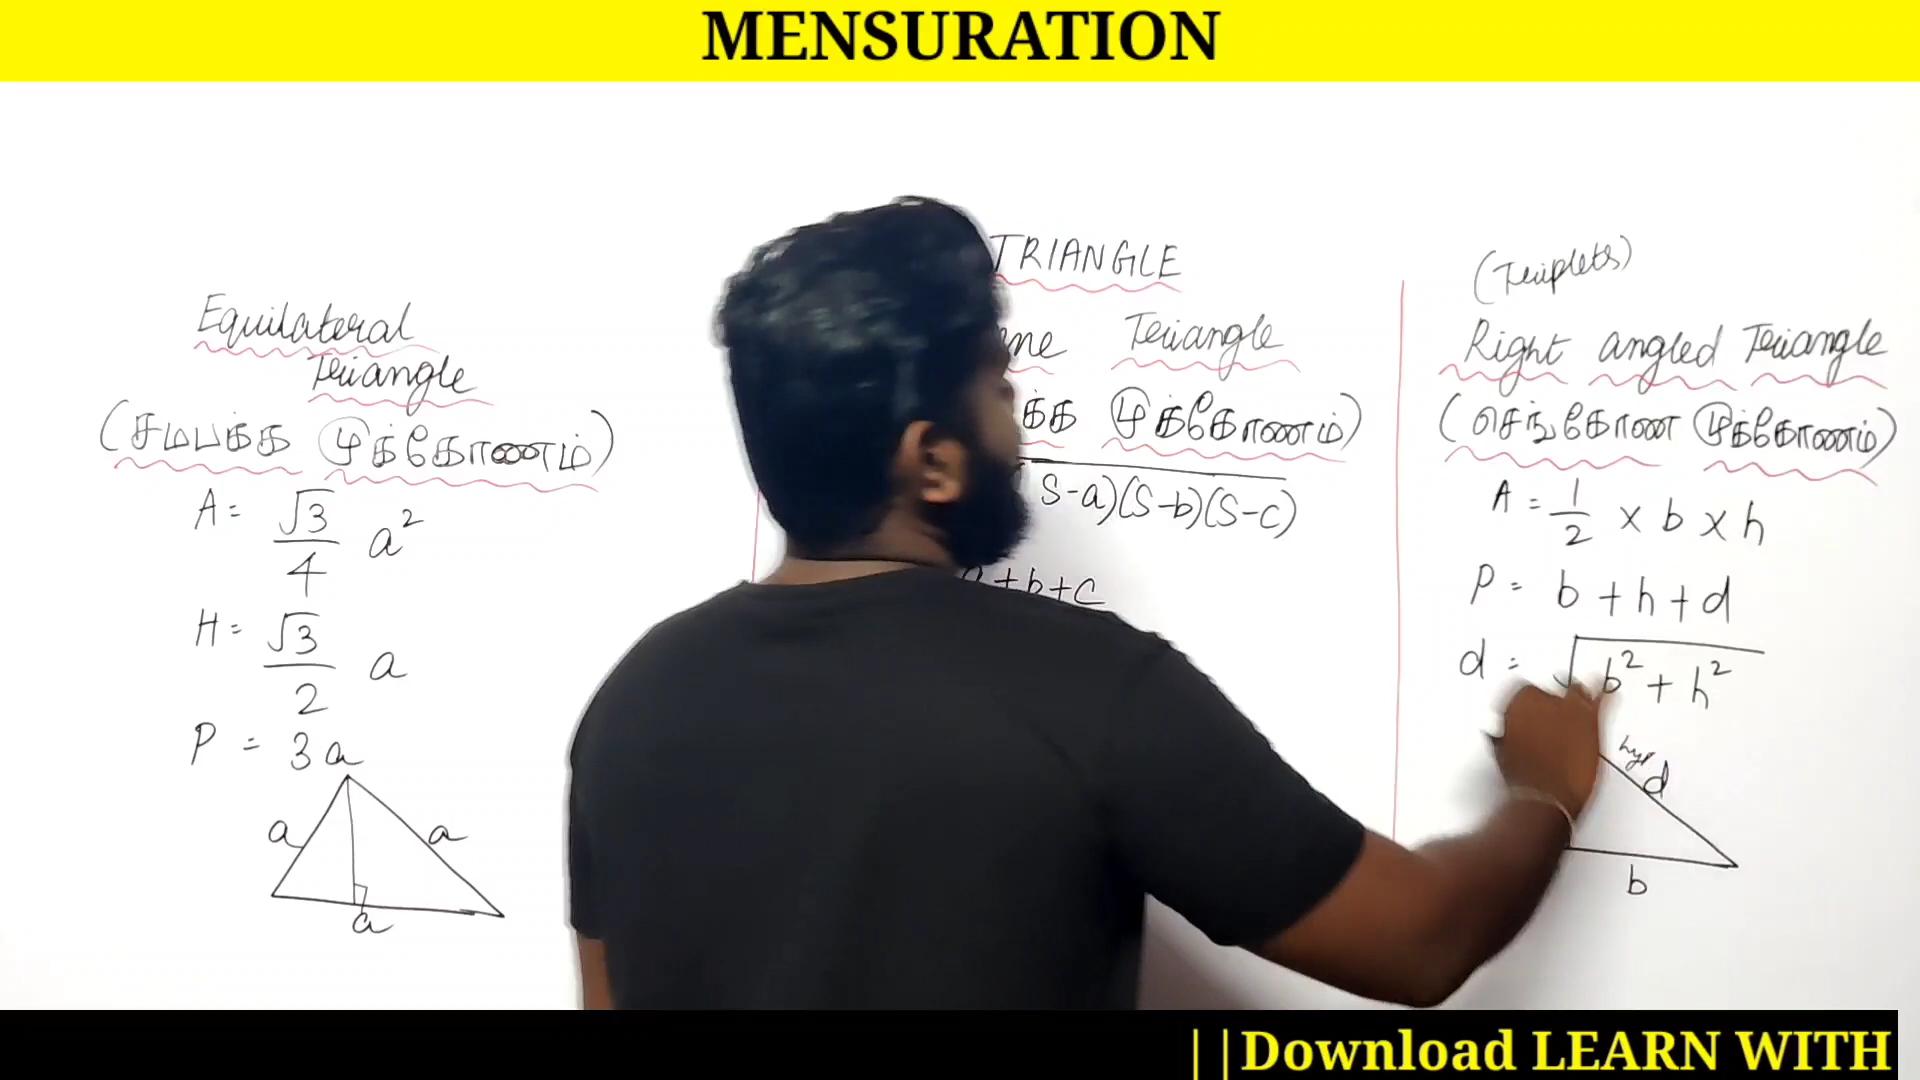 MENSURATION
TRIANGLE
Equilateral
Triangle
(சமபக்க முக்கோணம்)
A = √3/4 a²
H = √3/2 a
P = 3a
a
a
a
Triangle
க்க முக்கோணம்)
S-a)(S-b)(S-c)
+b+c
(Triplets)
Right angled Triangle
(செங்கோண முக்கோணம்)
A = 1/2 x b x h
P = b + h + d
d = √b² + h²
hyp
d
b
||Download LEARN WITH